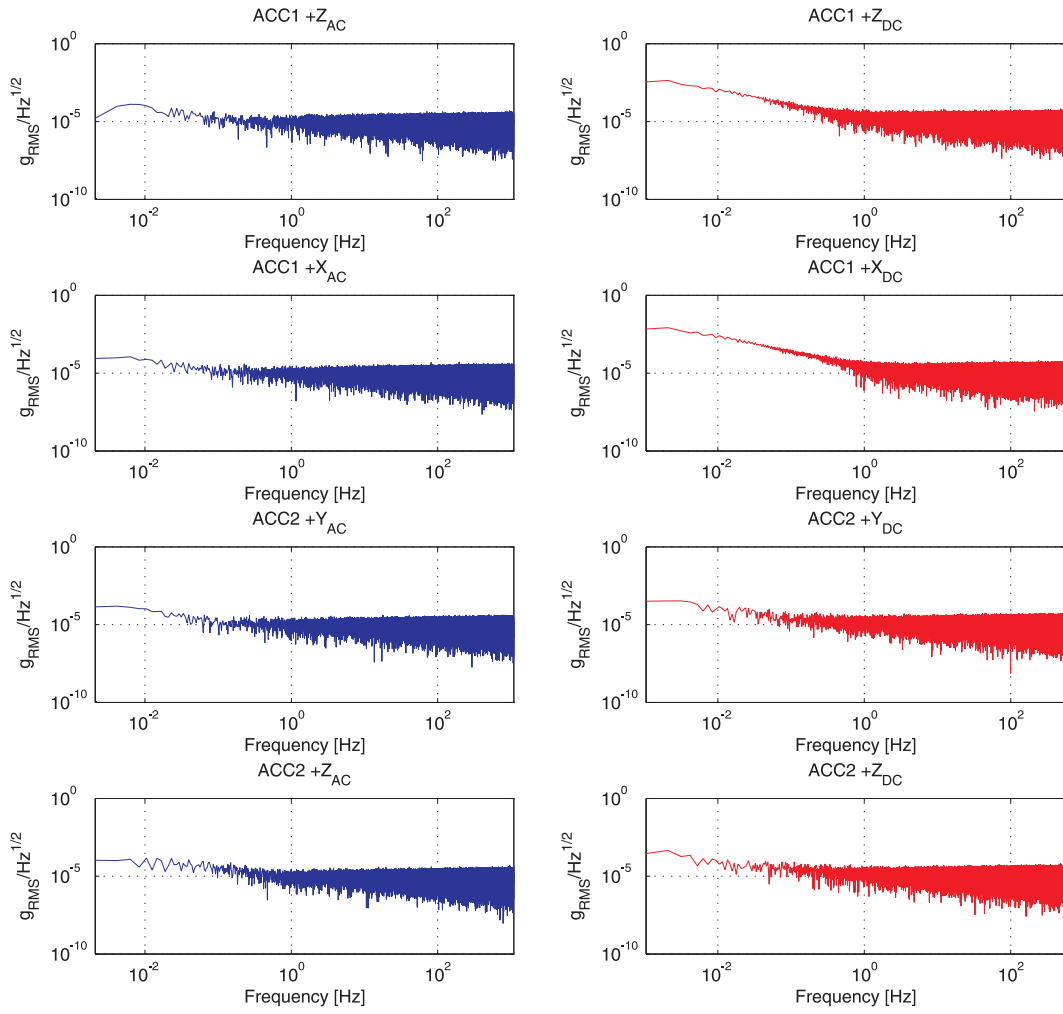 ACC1 +Z_AC
10^0
10^-5
10^-10
g_RMS/Hz^1/2
10^-2
10^0
10^2
Frequency [Hz]
ACC1 +Z_DC
10^0
10^-5
10^-10
g_RMS/Hz^1/2
10^-2
10^0
10^2
Frequency [Hz]
ACC1 +X_AC
10^0
10^-5
10^-10
g_RMS/Hz^1/2
10^-2
10^0
10^2
Frequency [Hz]
ACC1 +X_DC
10^0
10^-5
10^-10
g_RMS/Hz^1/2
10^-2
10^0
10^2
Frequency [Hz]
ACC2 +Y_AC
10^0
10^-5
10^-10
g_RMS/Hz^1/2
10^-2
10^0
10^2
Frequency [Hz]
ACC2 +Y_DC
10^0
10^-5
10^-10
g_RMS/Hz^1/2
10^-2
10^0
10^2
Frequency [Hz]
ACC2 +Z_AC
10^0
10^-5
10^-10
g_RMS/Hz^1/2
10^-2
10^0
10^2
Frequency [Hz]
ACC2 +Z_DC
10^0
10^-5
10^-10
g_RMS/Hz^1/2
10^-2
10^0
10^2
Frequency [Hz]